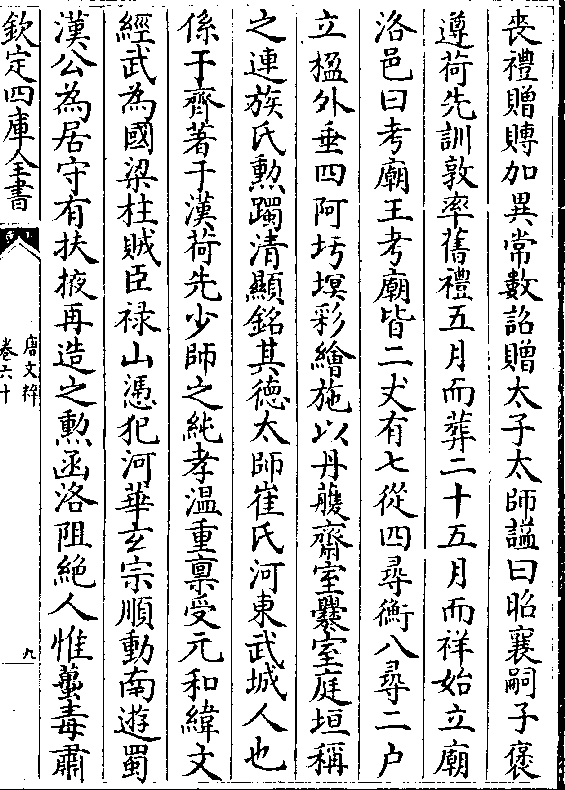 喪禮贈賻加異常數詔贈太子太師諡曰昭襄嗣子褒
遵荷先訓敦率舊禮五月而葬二十五月而祥始立廟
洛邑曰考廟王考廟皆二丈有七從四尋衡八尋二户
立楹外垂四阿圬墁彩繪施以丹雘齋室爨室庭垣稱
之連族氏勲躅清顯銘其德太師崔氏河東武城人也
係于齊著于漢荷先少師之純孝温重禀受元和緯文
經武為國梁柱賊臣禄山憑犯河華玄宗順動南遊蜀
漢公為居守有扶掖再造之勲函洛阻絶人惟蠆毒肅
欽定四庫全書
唐文粹
卷六十
九